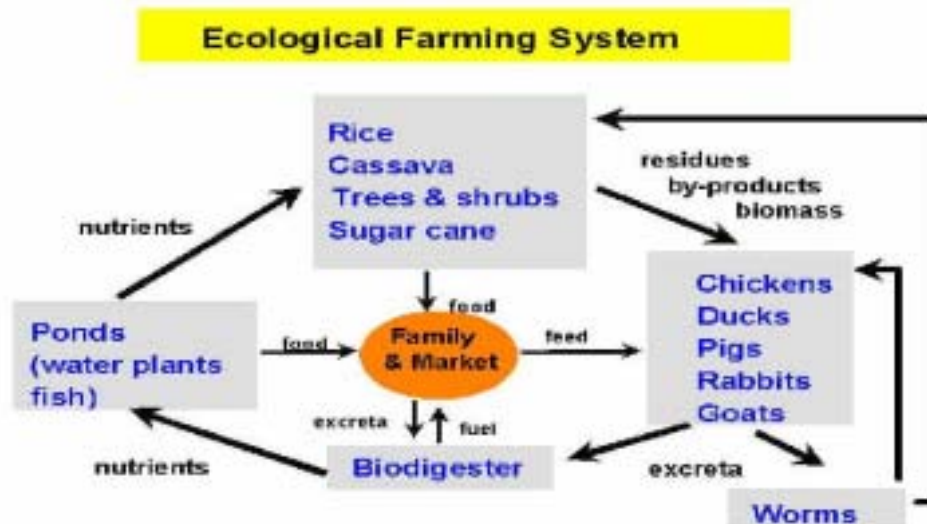 Ecological Farming System
Rice
Cassava
Trees & shrubs
Sugar cane
residues
by-products
biomass
nutrients
food
Chickens
Ducks
Pigs
Rabbits
Goats
Ponds
(water plants
fish)
food
Family
& Market
feed
excreta
fuel
nutrients
Biodigester
excreta
Worms